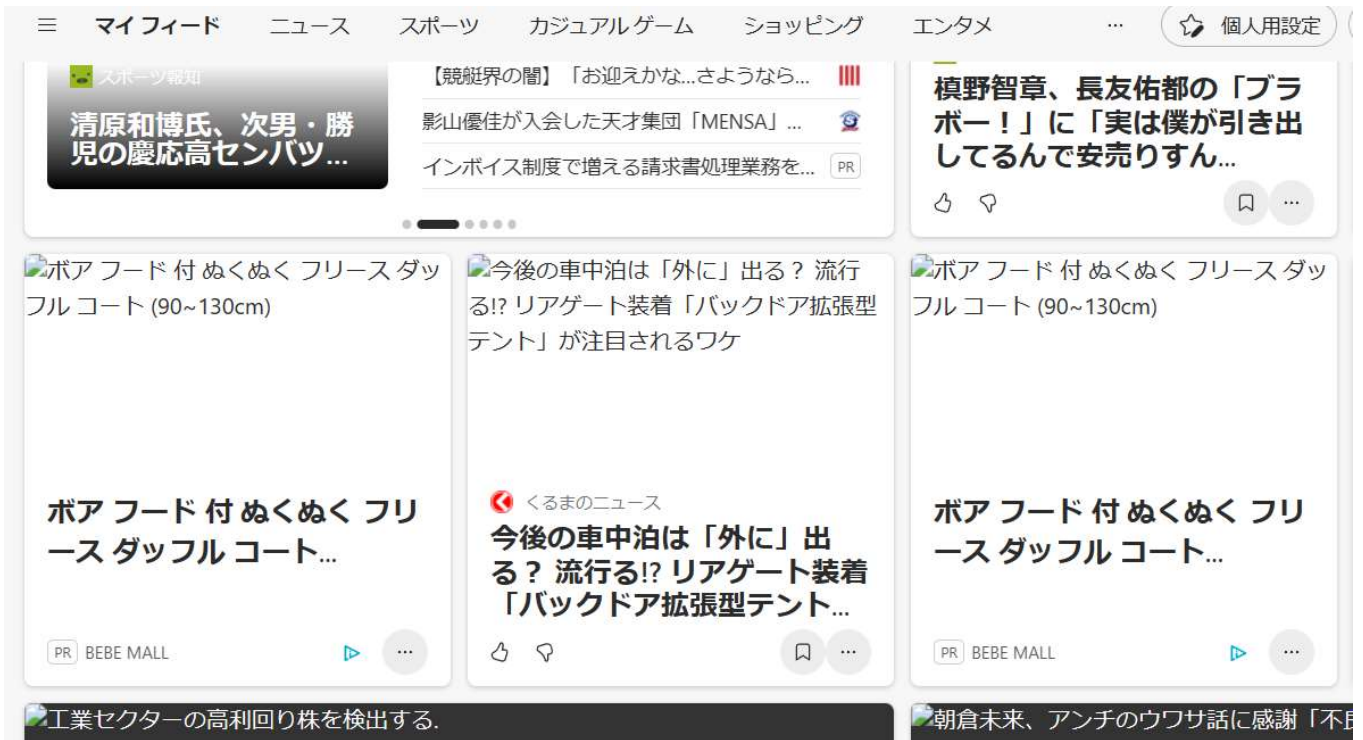 マイ フィード ニュース スポーツ カジュアル ゲーム ショッピング エンタメ ... 個人用設定
スポーツ報知
清原和博氏、次男・勝
児の慶応高センバツ...
【競艇界の闇】「お迎えかな...さようなら...
影山優佳が入会した天才集団「MENSA」...
インボイス制度で増える請求書処理業務を... PR
槙野智章、長友佑都の「ブラ
ボー！」に「実は僕が引き出
してるんで安売りすん...
ボア フード 付 ぬくぬく フリース ダッ
フル コート (90~130cm)
ボア フード 付 ぬくぬく フリ
ース ダッフル コート...
PR BEBE MALL
今後の車中泊は「外に」出る？ 流行
る!? リアゲート装着「バックドア拡張型
テント」が注目されるワケ
くるまのニュース
今後の車中泊は「外に」出
る？ 流行る!? リアゲート装着
「バックドア拡張型テント...
ボア フード 付 ぬくぬく フリース ダッ
フル コート (90~130cm)
ボア フード 付 ぬくぬく フリ
ース ダッフル コート...
PR BEBE MALL
工業セクターの高利回り株を検出する.
朝倉未来、アンチのウワサ話に感謝「不良